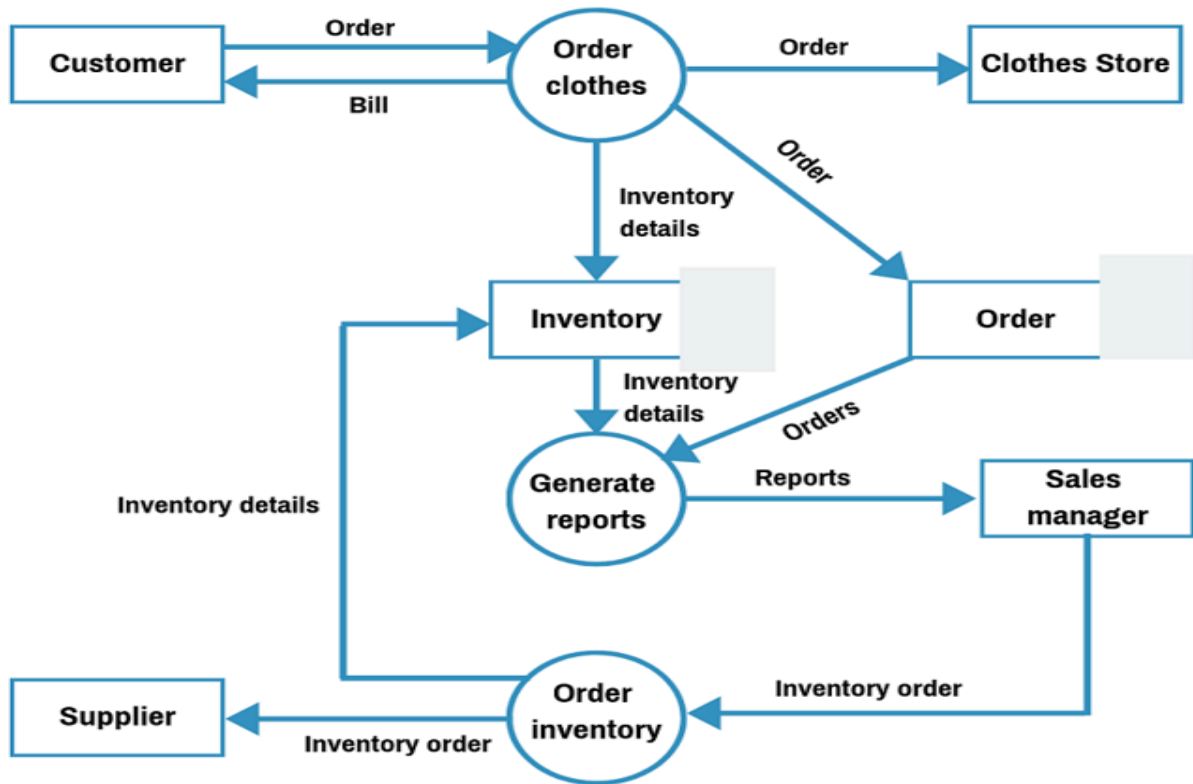 Order
Customer
Bill
Order
clothes
Order
Clothes Store
Inventory
details
Order
Inventory
Order
Inventory
details
Orders
Generate
reports
Reports
Sales
manager
Inventory details
Supplier
Inventory order
Order
inventory
Inventory order